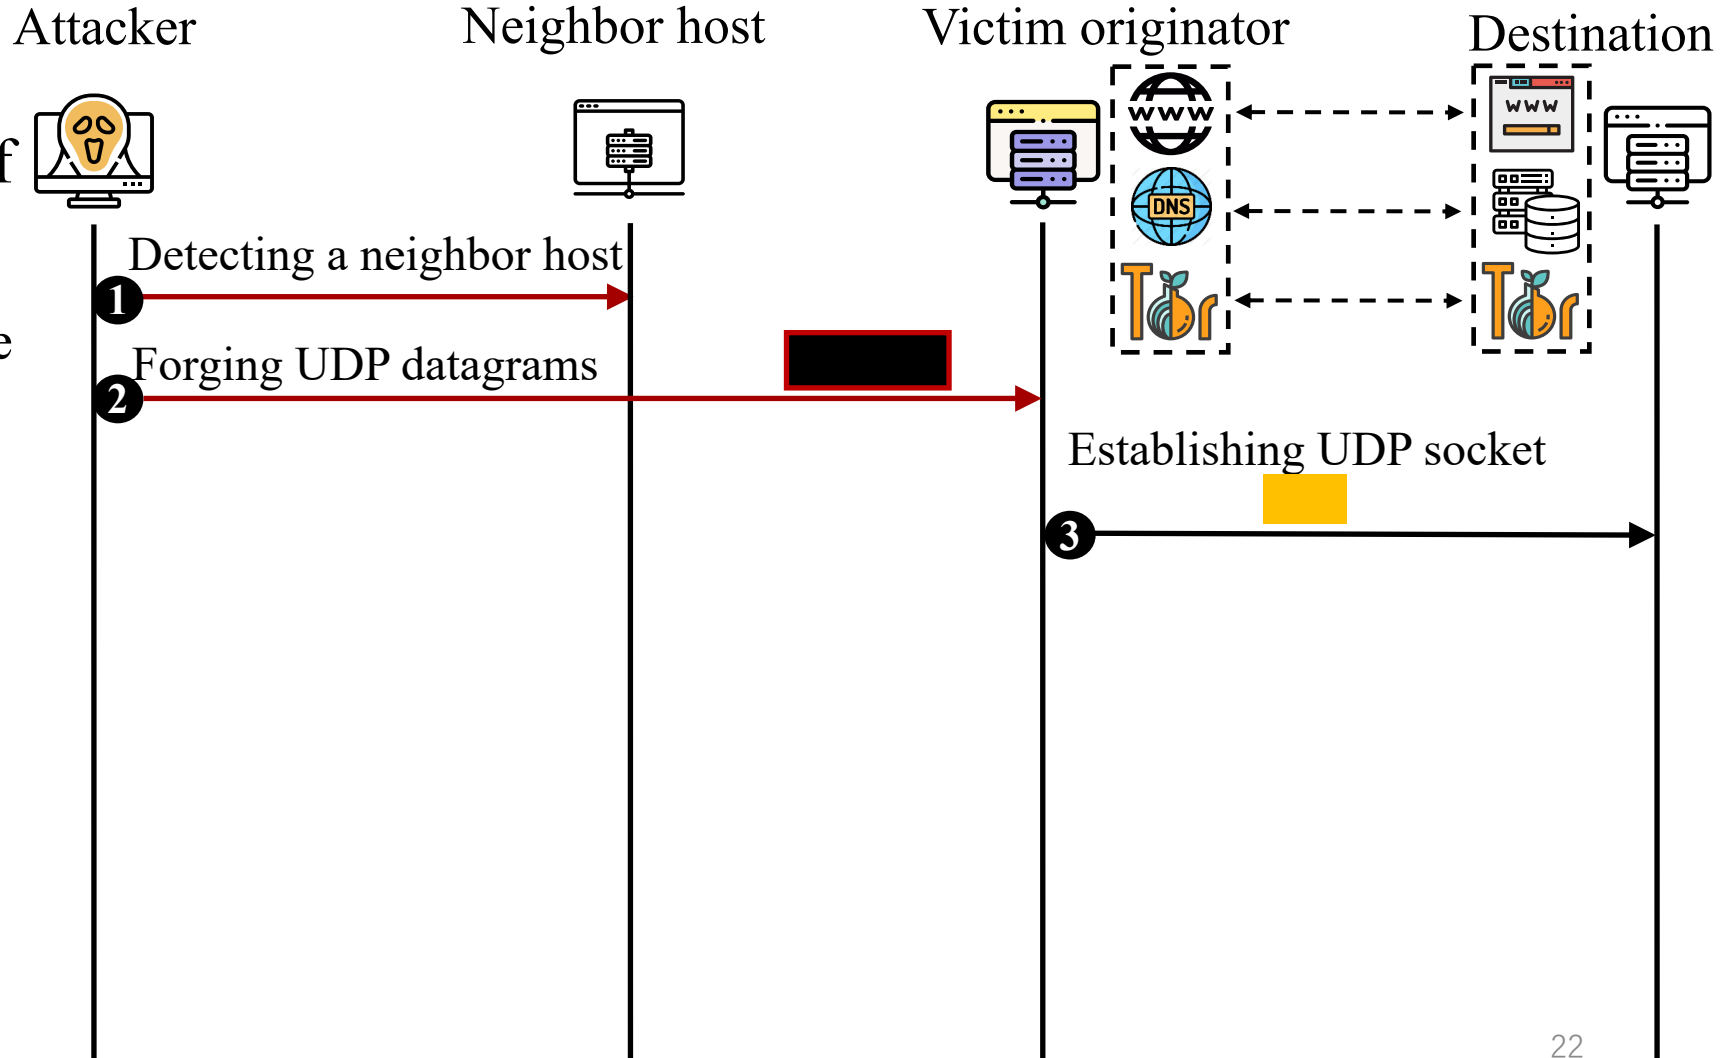 Attacker
Neighbor host
Victim originator
Destination
www
WWW
f
DNS
Detecting a neighbor host
1
Tor
Tor
e
Forging UDP datagrams
2
Establishing UDP socket
3
22